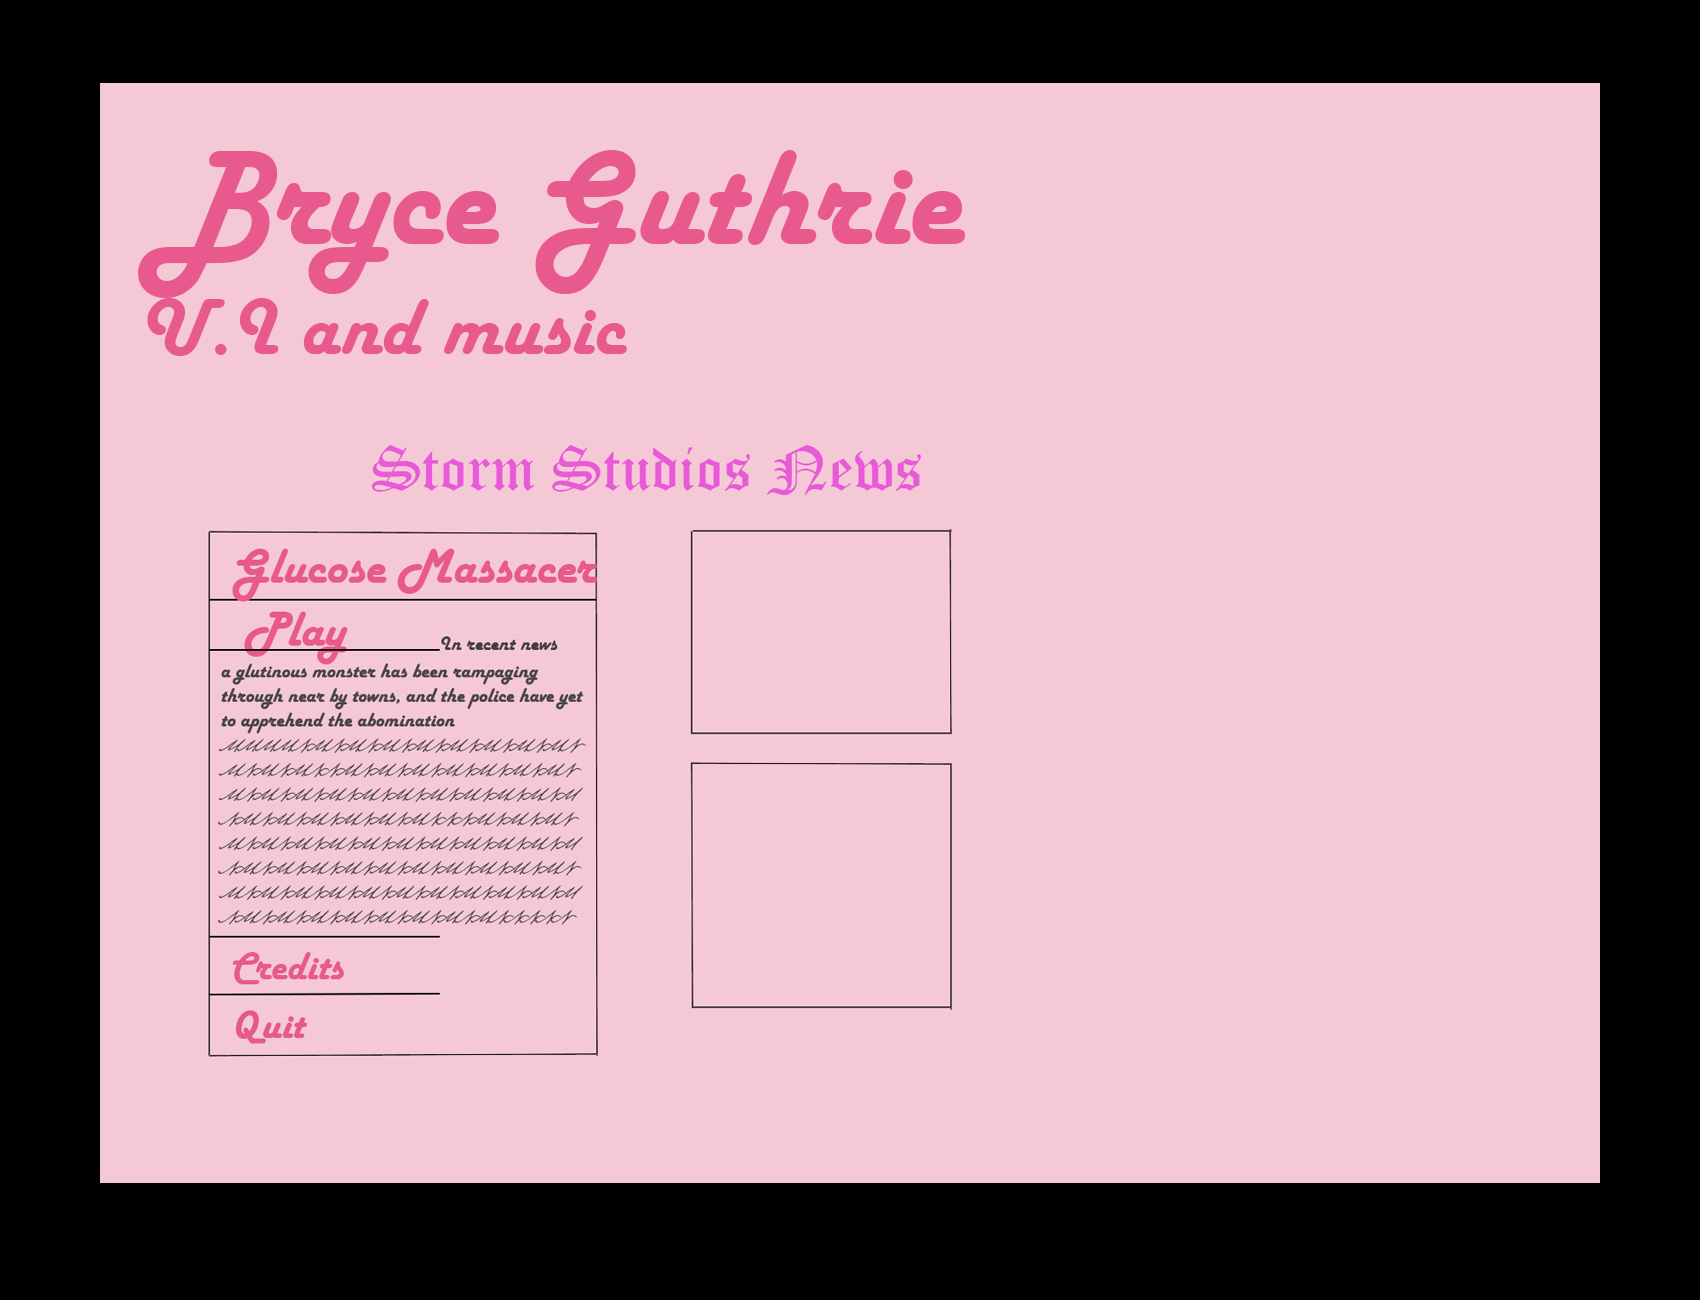 Bryce Guthrie
U.I and music
Storm Studios News
Glucose Massacer
Play
In recent news
a glutinous monster has been rampaging
through near by towns, and the police have yet
to apprehend the abomination
Credits
Quit